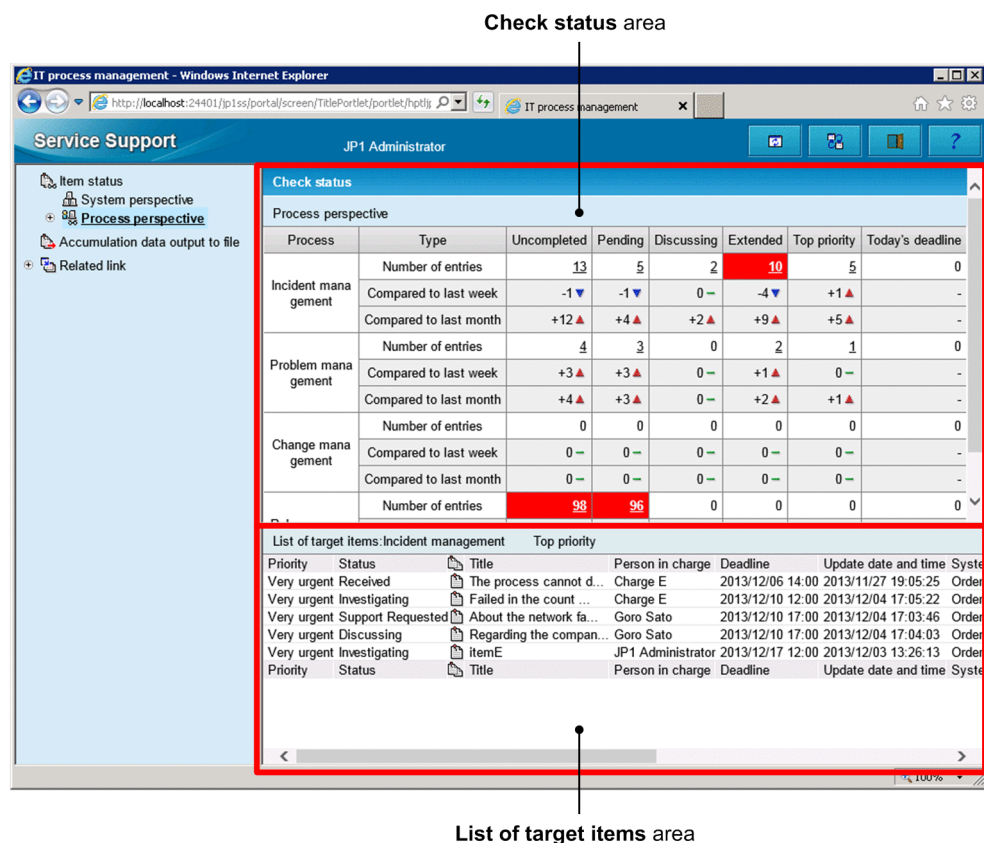 Check status area
IT process management - Windows Internet Explorer
http://localhost:24401/jp1ss/portal/screen/TitlePortlet/portlet/hptlj
IT process management
Service Support
JP1 Administrator
?
Item status
System perspective
Process perspective
Accumulation data output to file
Related link
Check status
Process perspective
Process Type Uncompleted Pending Discussing Extended Top priority Today's deadline
Incident mana
gement
Number of entries 13 5 2 10 5 0
Compared to last week -1▼ -1▼ 0− -4▼ +1▲ -
Compared to last month +12▲ +4▲ +2▲ +9▲ +5▲ -
Problem mana
gement
Number of entries 4 3 0 2 1 0
Compared to last week +3▲ +3▲ 0− +1▲ 0− -
Compared to last month +4▲ +3▲ 0− +2▲ +1▲ -
Change mana
gement
Number of entries 0 0 0 0 0 0
Compared to last week 0− 0− 0− 0− 0− -
Compared to last month 0− 0− 0− 0− 0− -
Number of entries 98 96 0 0 0 0
List of target items:Incident management Top priority
Priority Status Title Person in charge Deadline Update date and time Syste
Very urgent Received The process cannot d... Charge E 2013/12/06 14:00 2013/11/27 19:05:25 Order
Very urgent Investigating Failed in the count ... Charge E 2013/12/10 12:00 2013/12/04 17:05:22 Order
Very urgent Support Requested About the network fa... Goro Sato 2013/12/10 17:00 2013/12/04 17:03:46 Order
Very urgent Discussing Regarding the compan... Goro Sato 2013/12/10 17:00 2013/12/04 17:04:03 Order
Very urgent Investigating itemE JP1 Administrator 2013/12/17 12:00 2013/12/03 13:26:13 Order
Priority Status Title Person in charge Deadline Update date and time Syste
100%
List of target items area